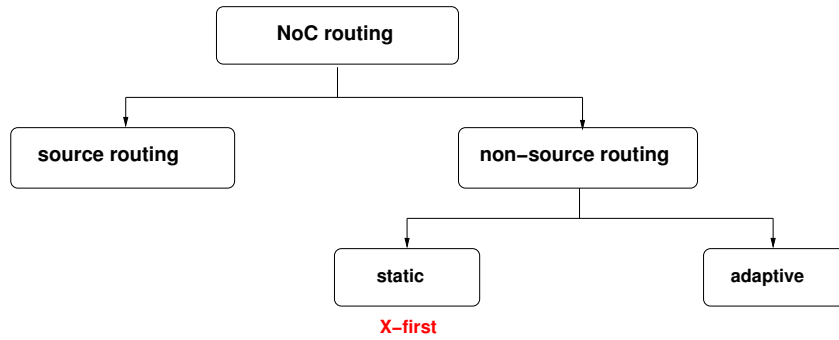 NoC routing
source routing
non−source routing
static
adaptive
X−first